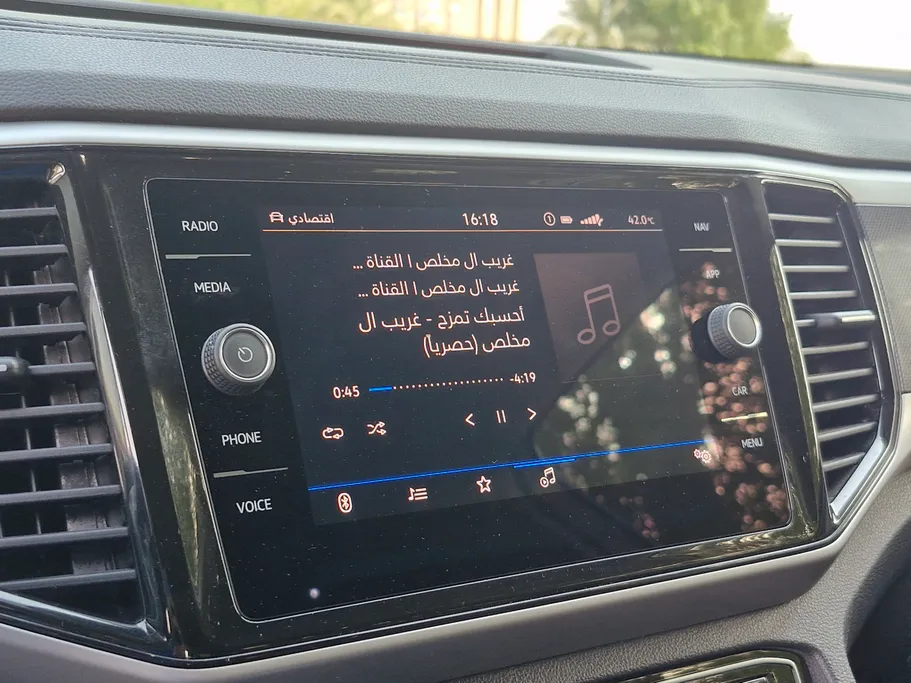 RADIO
MEDIA
PHONE
VOICE
اقتصادي
16:18
1
42.0°C
غريب ال مخلص | القناة ...
غريب ال مخلص | القناة ...
أحسبك تمزح - غريب ال
مخلص (حصرياً)
0:45
-4:19
NAV
APP
CAR
MENU